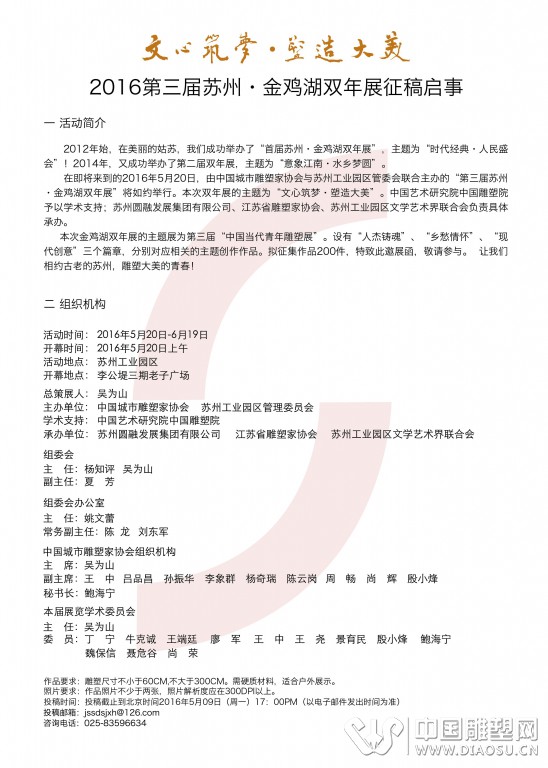 文心筑梦·塑造大美
2016第三届苏州·金鸡湖双年展征稿启事
一 活动简介
2012年始，在美丽的姑苏，我们成功举办了“首届苏州·金鸡湖双年展”，主题为“时代经典·人民盛
会”！2014年，又成功举办了第二届双年展，主题为“意象江南·水乡梦圆”。
在即将来到的2016年5月20日，由中国城市雕塑家协会与苏州工业园区管委会联合主办的“第三届苏州
·金鸡湖双年展”将如约举行。本次双年展的主题为“文心筑梦·塑造大美”。中国艺术研究院中国雕塑院
予以学术支持；苏州圆融发展集团有限公司、江苏省雕塑家协会、苏州工业园区文学艺术界联合会负责具体
承办。
本次金鸡湖双年展的主题展为第三届“中国当代青年雕塑展”。设有“人杰铸魂”、“乡愁情怀”、“现
代创意”三个篇章，分别对应相关的主题创作作品。拟征集作品200件，特致此邀展函，敬请参与。 让我们
相约古老的苏州，雕塑大美的青春！
二 组织机构
活动时间： 2016年5月20日-6月19日
开幕时间： 2016年5月20日上午
活动地点： 苏州工业园区
开幕地点： 李公堤三期老子广场
总策展人： 吴为山
主办单位： 中国城市雕塑家协会 苏州工业园区管理委员会
学术支持： 中国艺术研究院中国雕塑院
承办单位： 苏州圆融发展集团有限公司 江苏省雕塑家协会 苏州工业园区文学艺术界联合会
组委会
主 任： 杨知评 吴为山
副主任： 夏 芳
组委会办公室
主 任： 姚文蕾
常务副主任： 陈 龙 刘东军
中国城市雕塑家协会组织机构
主 席： 吴为山
副主席： 王 中 吕品昌 孙振华 李象群 杨奇瑞 陈云岗 周 畅 尚 辉 殷小烽
秘书长： 鲍海宁
本届展览学术委员会
主 任： 吴为山
委 员： 丁 宁 牛克诚 王端廷 廖 军 王 中 王 尧 景育民 殷小烽 鲍海宁
魏保信 聂危谷 尚 荣
作品要求：雕塑尺寸不小于60CM,不大于300CM。需硬质材料，适合户外展示。
照片要求：作品照片不少于两张，照片解析度应在300DPI以上。
投稿时间：投稿截止到北京时间2016年5月09日（周一）17：00PM（以电子邮件发出时间为准）
投稿邮箱：jssdsjxh@126.com
咨询电话：025-83596634
中国雕塑网
WWW.DIAOSU.CN